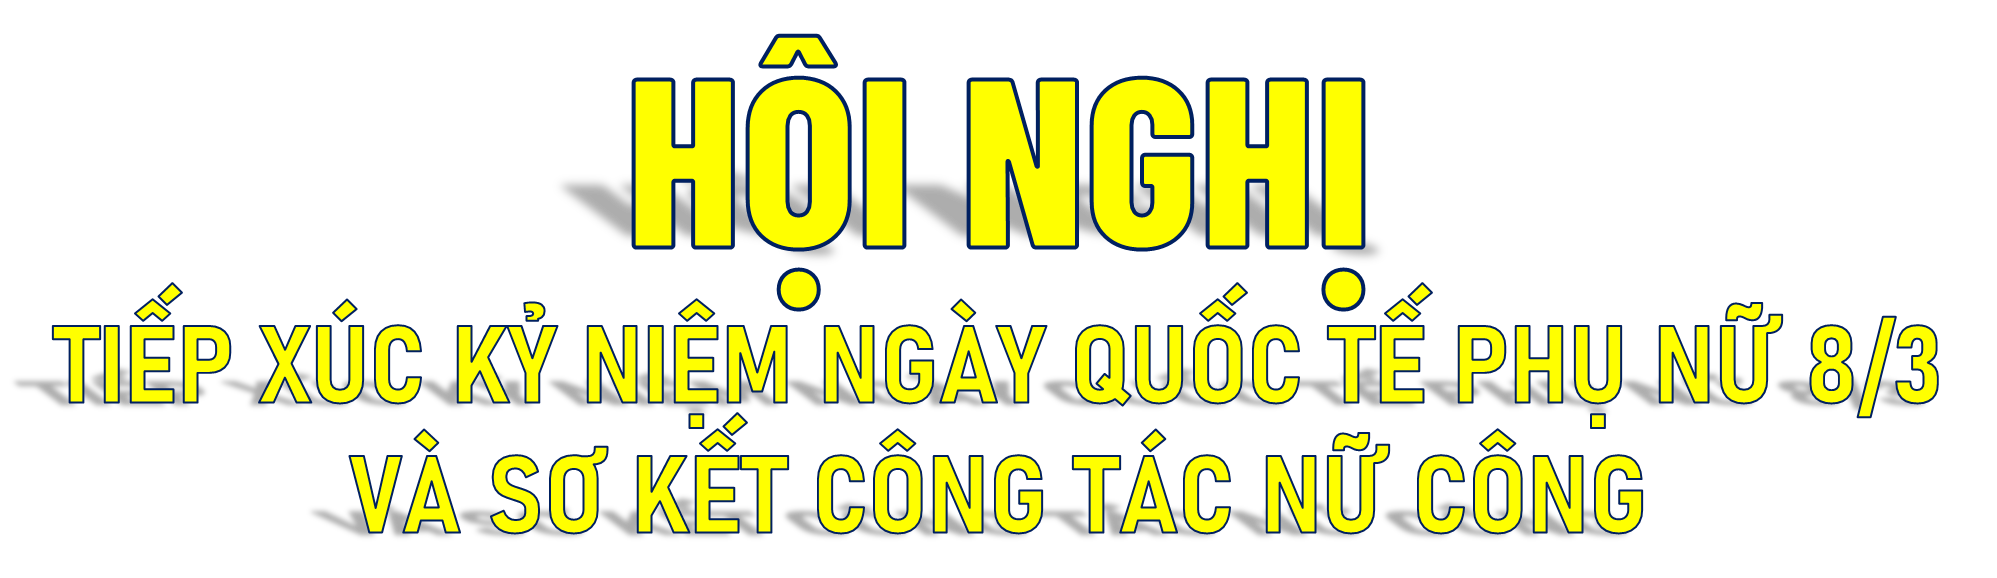 HỘI NGHỊ
TIẾP XÚC KỶ NIỆM NGÀY QUỐC TẾ PHỤ NỮ 8/3
VÀ SƠ KẾT CÔNG TÁC NỮ CÔNG